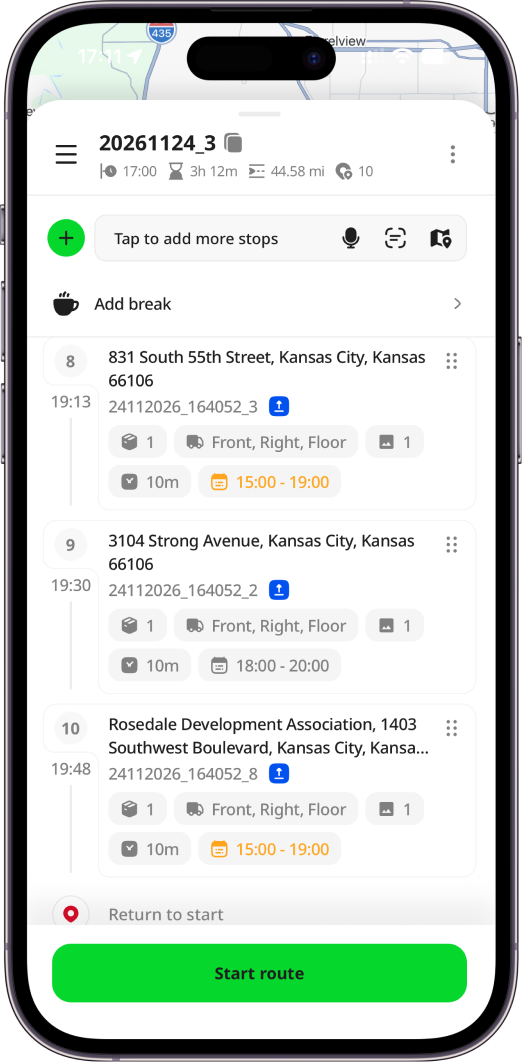 435
17:11
20261124_3
17:00 3h 12m 44.58 mi 10
Tap to add more stops
Add break
8
831 South 55th Street, Kansas City, Kansas
66106
19:13
24112026_164052_3
1 Front, Right, Floor 1
10m 15:00 - 19:00
9
3104 Strong Avenue, Kansas City, Kansas
66106
19:30
24112026_164052_2
1 Front, Right, Floor 1
10m 18:00 - 20:00
10
Rosedale Development Association, 1403
Southwest Boulevard, Kansas City, Kansa...
19:48
24112026_164052_8
1 Front, Right, Floor 1
10m 15:00 - 19:00
Return to start
Start route